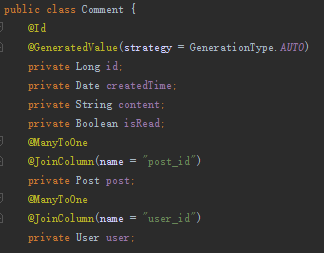 public class Comment {
@Id
@GeneratedValue(strategy = GenerationType.AUTO)
private Long id;
private Date createdTime;
private String content;
private Boolean isRead;
@ManyToOne
@JoinColumn(name = "post_id")
private Post post;
@ManyToOne
@JoinColumn(name = "user_id")
private User user;